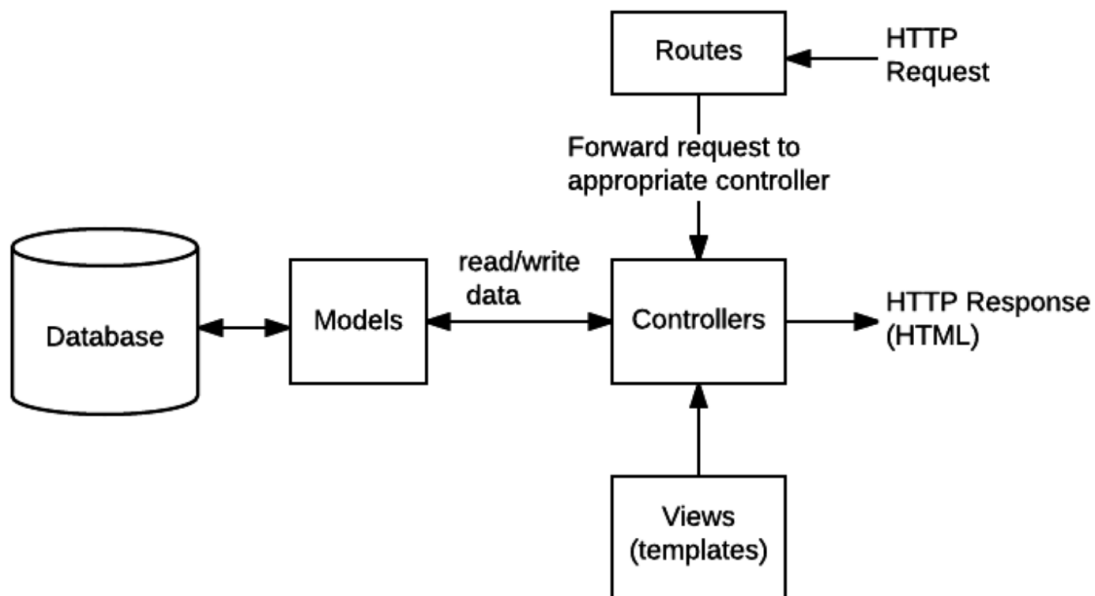 Routes
HTTP
Request
Forward request to
appropriate controller
read/write
data
Database
Models
Controllers
HTTP Response
(HTML)
Views
(templates)